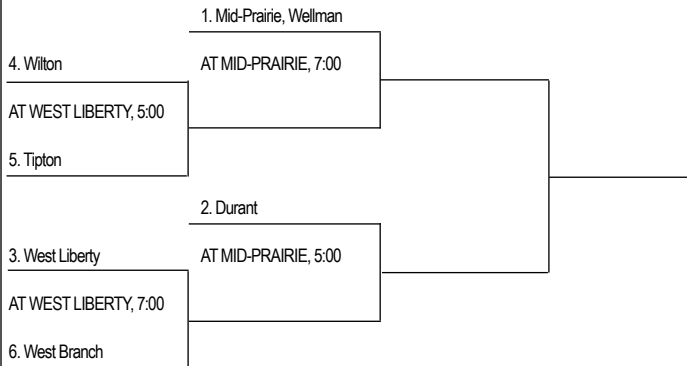 1. Mid-Prairie, Wellman
4. Wilton
AT MID-PRAIRIE, 7:00
AT WEST LIBERTY, 5:00
5. Tipton
2. Durant
3. West Liberty
AT MID-PRAIRIE, 5:00
AT WEST LIBERTY, 7:00
6. West Branch